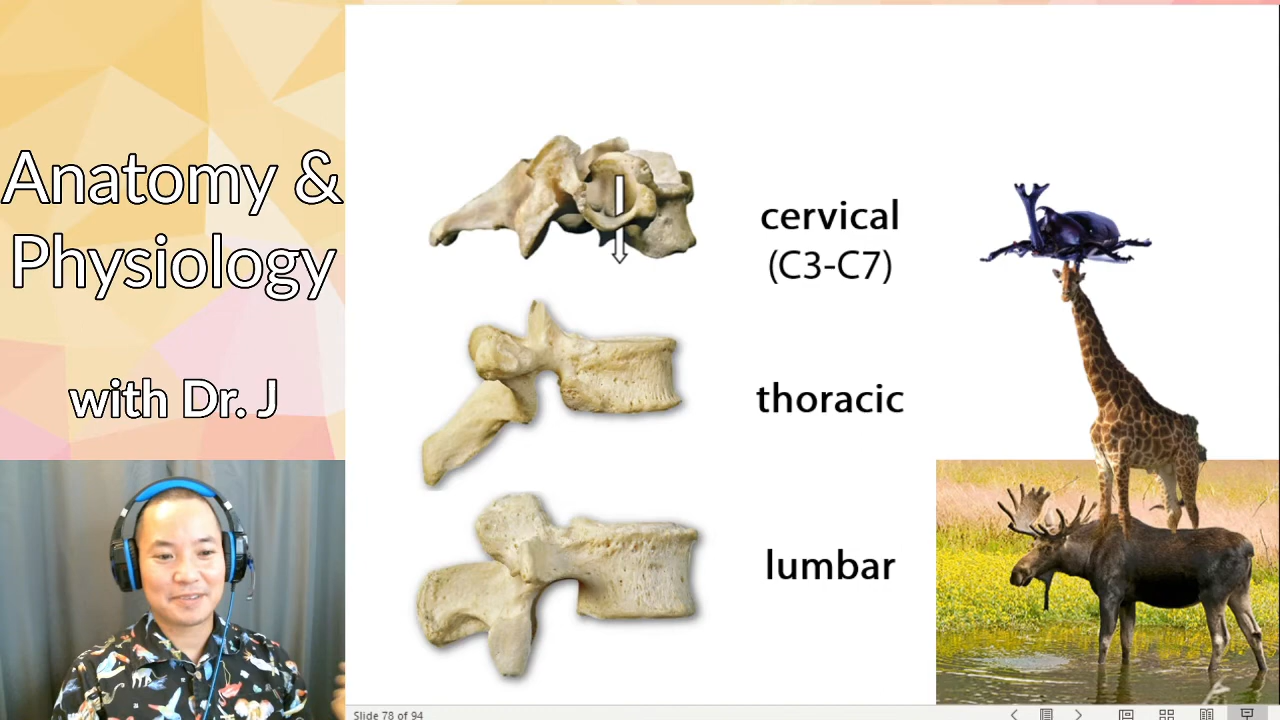 Anatomy &
Physiology
with Dr. J
cervical
(C3-C7)
thoracic
lumbar
Slide 78 of 94